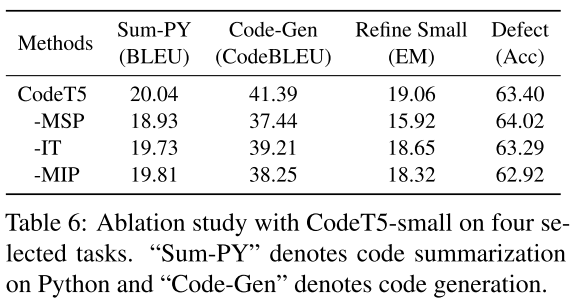 Methods Sum-PY Code-Gen Refine Small Defect
(BLEU) (CodeBLEU) (EM) (Acc)
CodeT5 20.04 41.39 19.06 63.40
-MSP 18.93 37.44 15.92 64.02
-IT 19.73 39.21 18.65 63.29
-MIP 19.81 38.25 18.32 62.92
Table 6: Ablation study with CodeT5-small on four se-
lected tasks. “Sum-PY” denotes code summarization
on Python and “Code-Gen” denotes code generation.